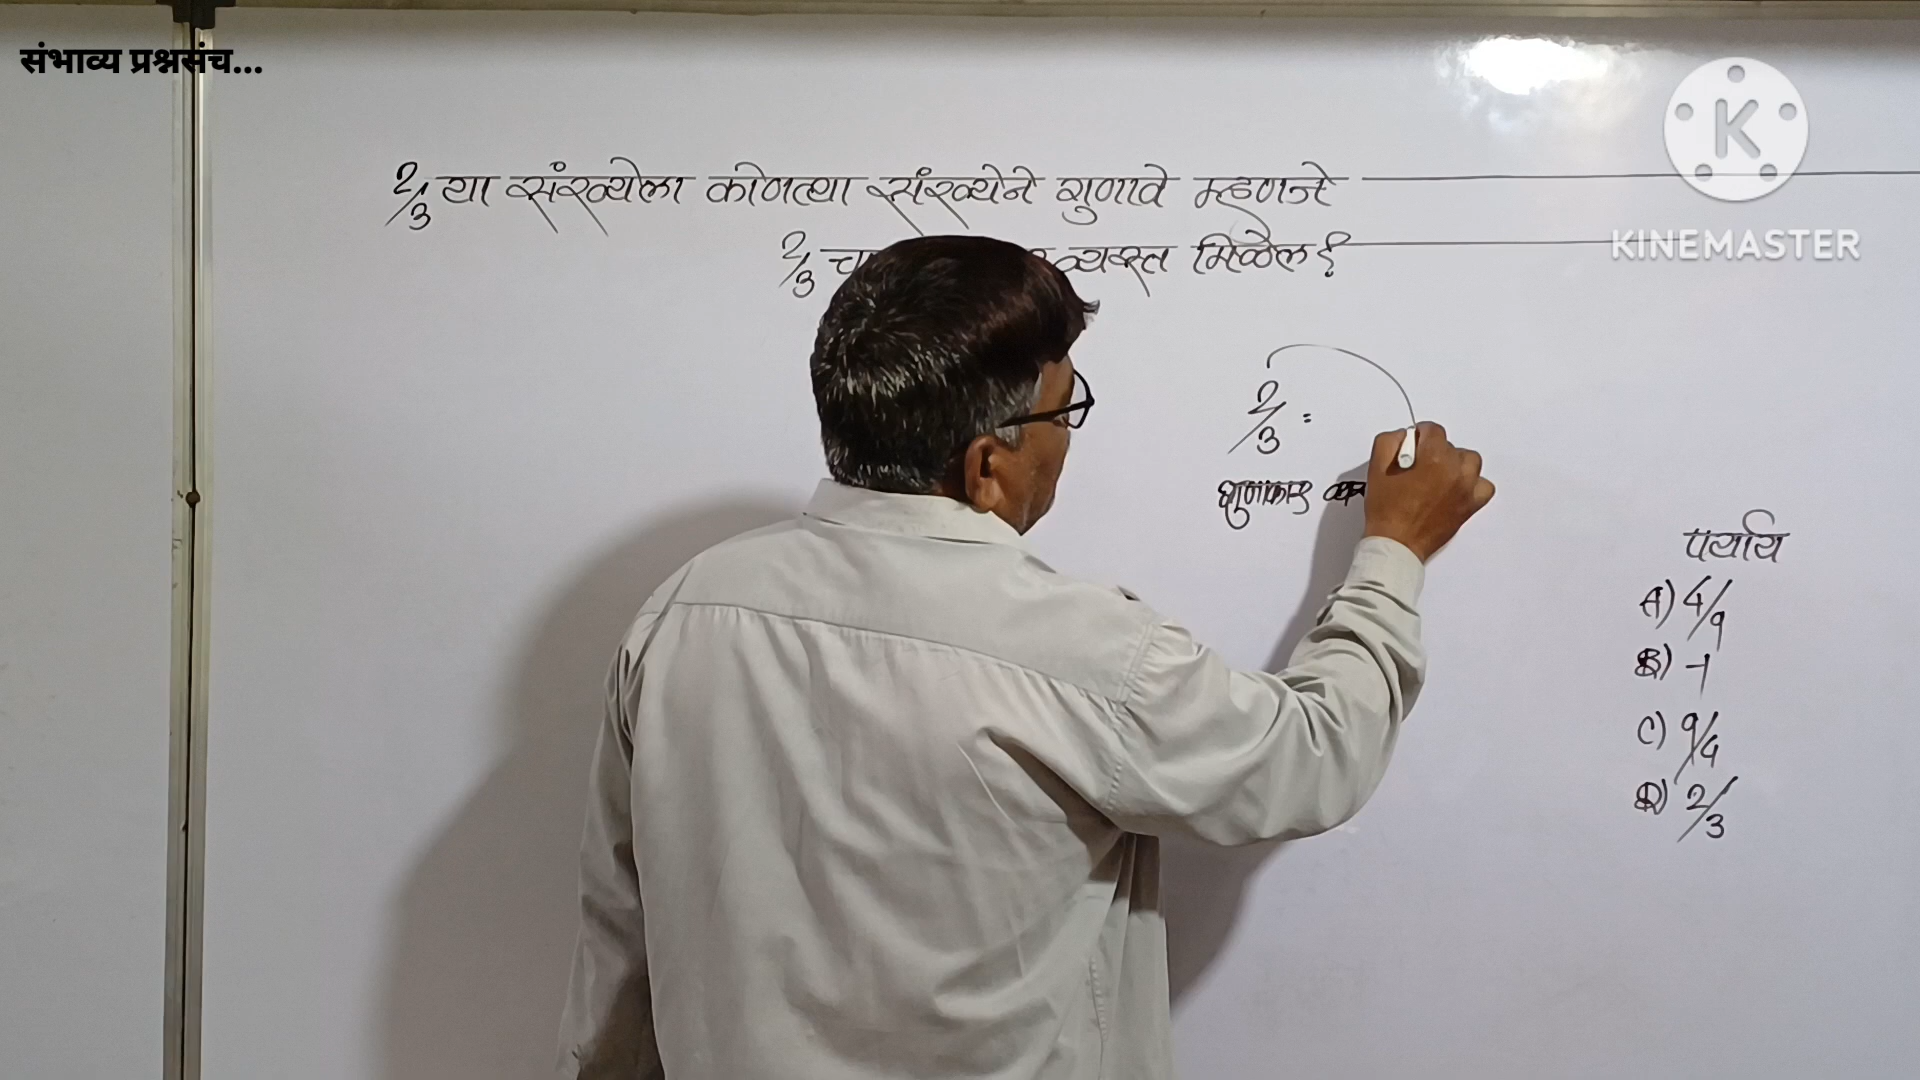 संभाव्य प्रश्नसंच...
KINEMASTER
2/3 या संख्येला कोणत्या संख्येने गुणावे म्हणजे
2/3 व्यस्त मिळेल?
2/3 =
गुणाकार
पर्याय
A) 4/9
B) -1
C) 9/4
D) 2/3